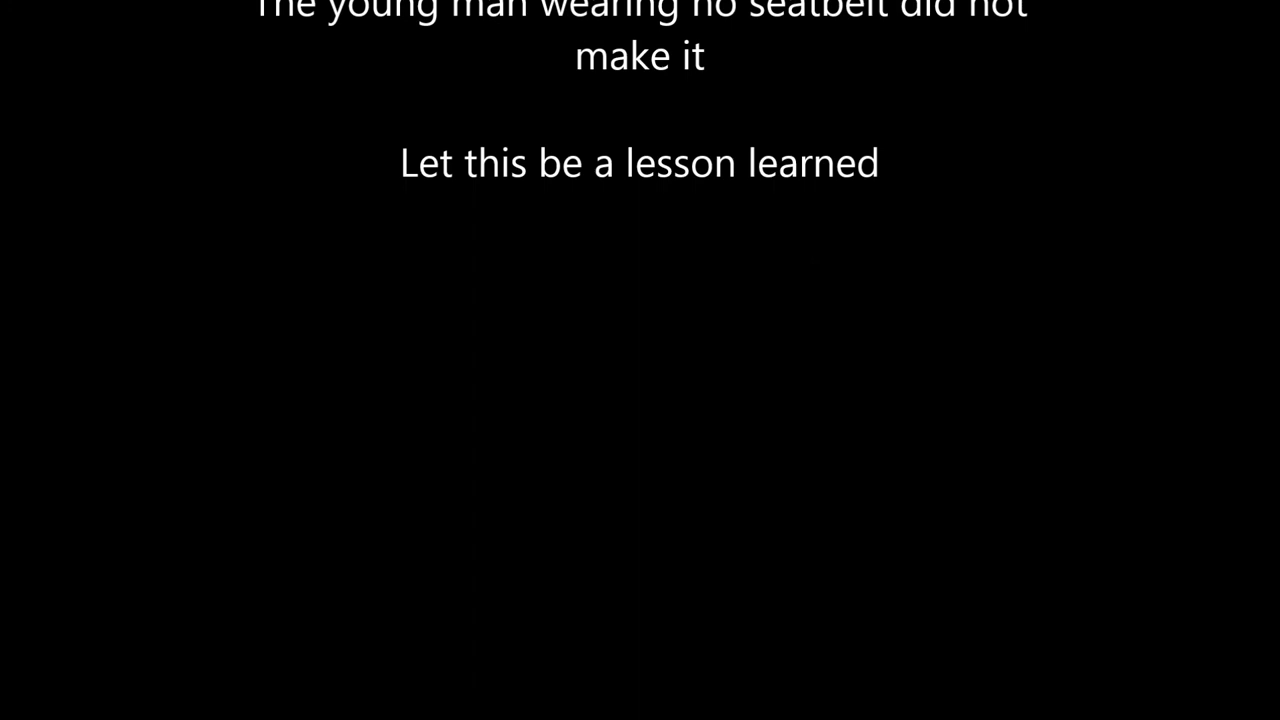 The young man wearing no seatbelt did not
make it
Let this be a lesson learned